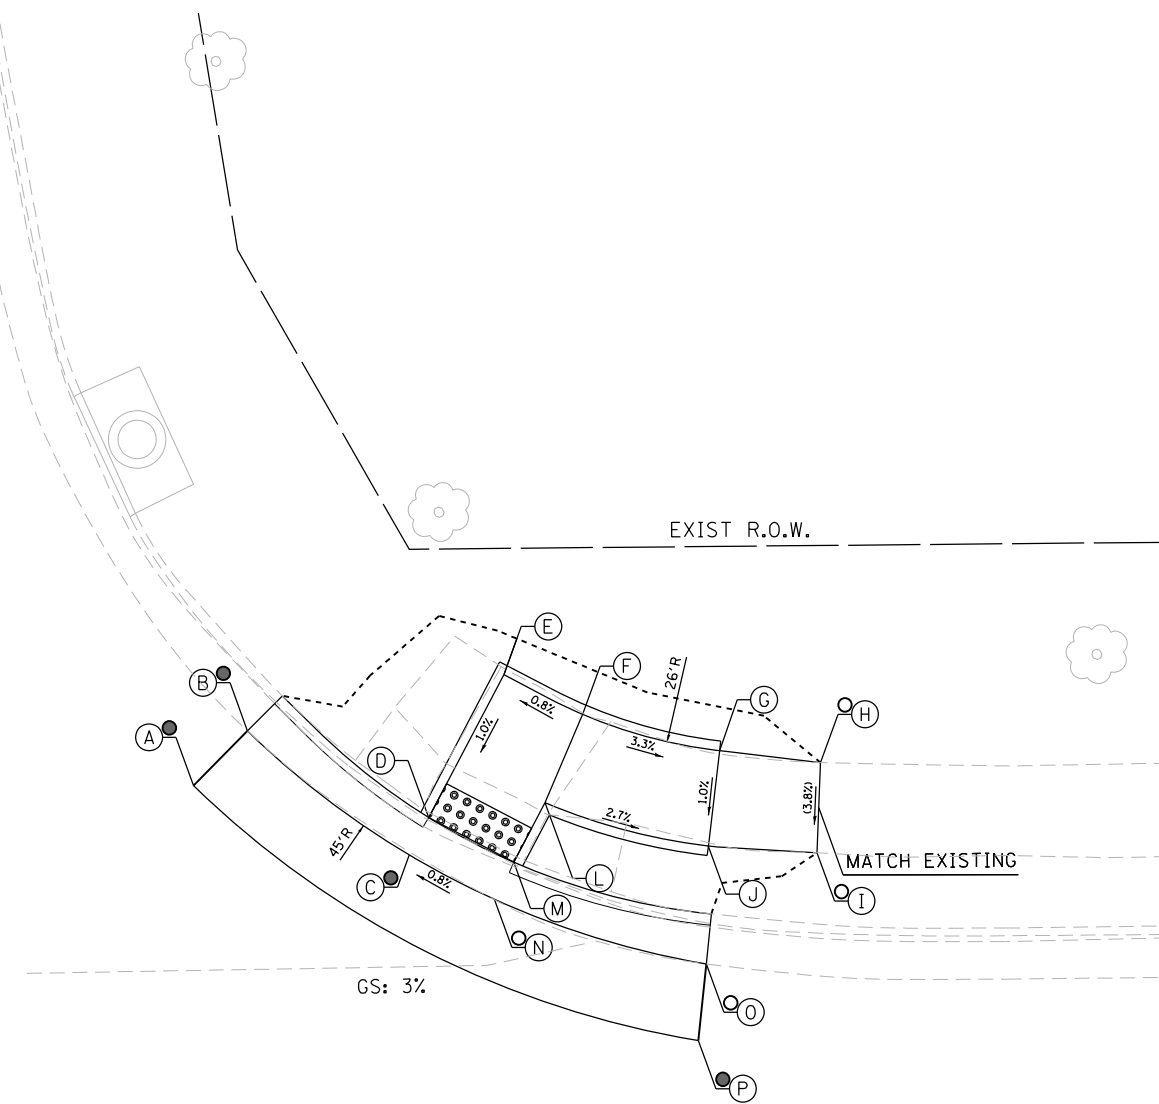 EXIST R.O.W.
E
F
26'R
G
H
B
A
0.8%
1.0%
3.3%
D
1.0%
(3.8%)
2.7%
45'R
MATCH EXISTING
C
0.8%
L
J
I
M
N
GS: 3%
O
P